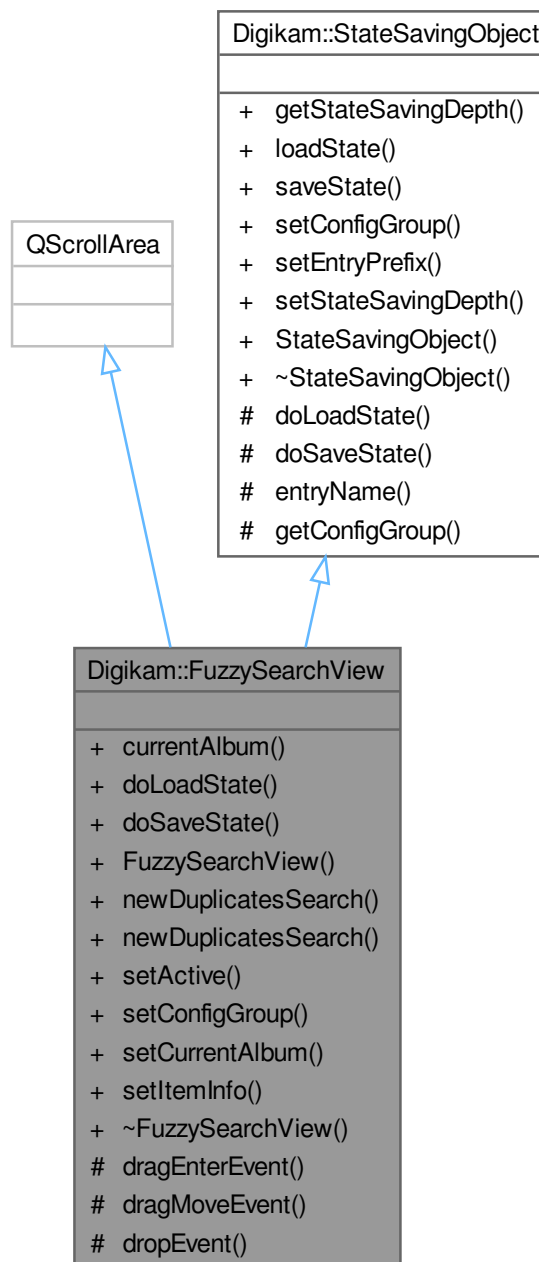 Digikam::StateSavingObject
+ getStateSavingDepth()
+ loadState()
+ saveState()
+ setConfigGroup()
+ setEntryPrefix()
+ setStateSavingDepth()
+ StateSavingObject()
+ ~StateSavingObject()
# doLoadState()
# doSaveState()
# entryName()
# getConfigGroup()
QScrollArea
Digikam::FuzzySearchView
+ currentAlbum()
+ doLoadState()
+ doSaveState()
+ FuzzySearchView()
+ newDuplicatesSearch()
+ newDuplicatesSearch()
+ setActive()
+ setConfigGroup()
+ setCurrentAlbum()
+ setItemInfo()
+ ~FuzzySearchView()
# dragEnterEvent()
# dragMoveEvent()
# dropEvent()